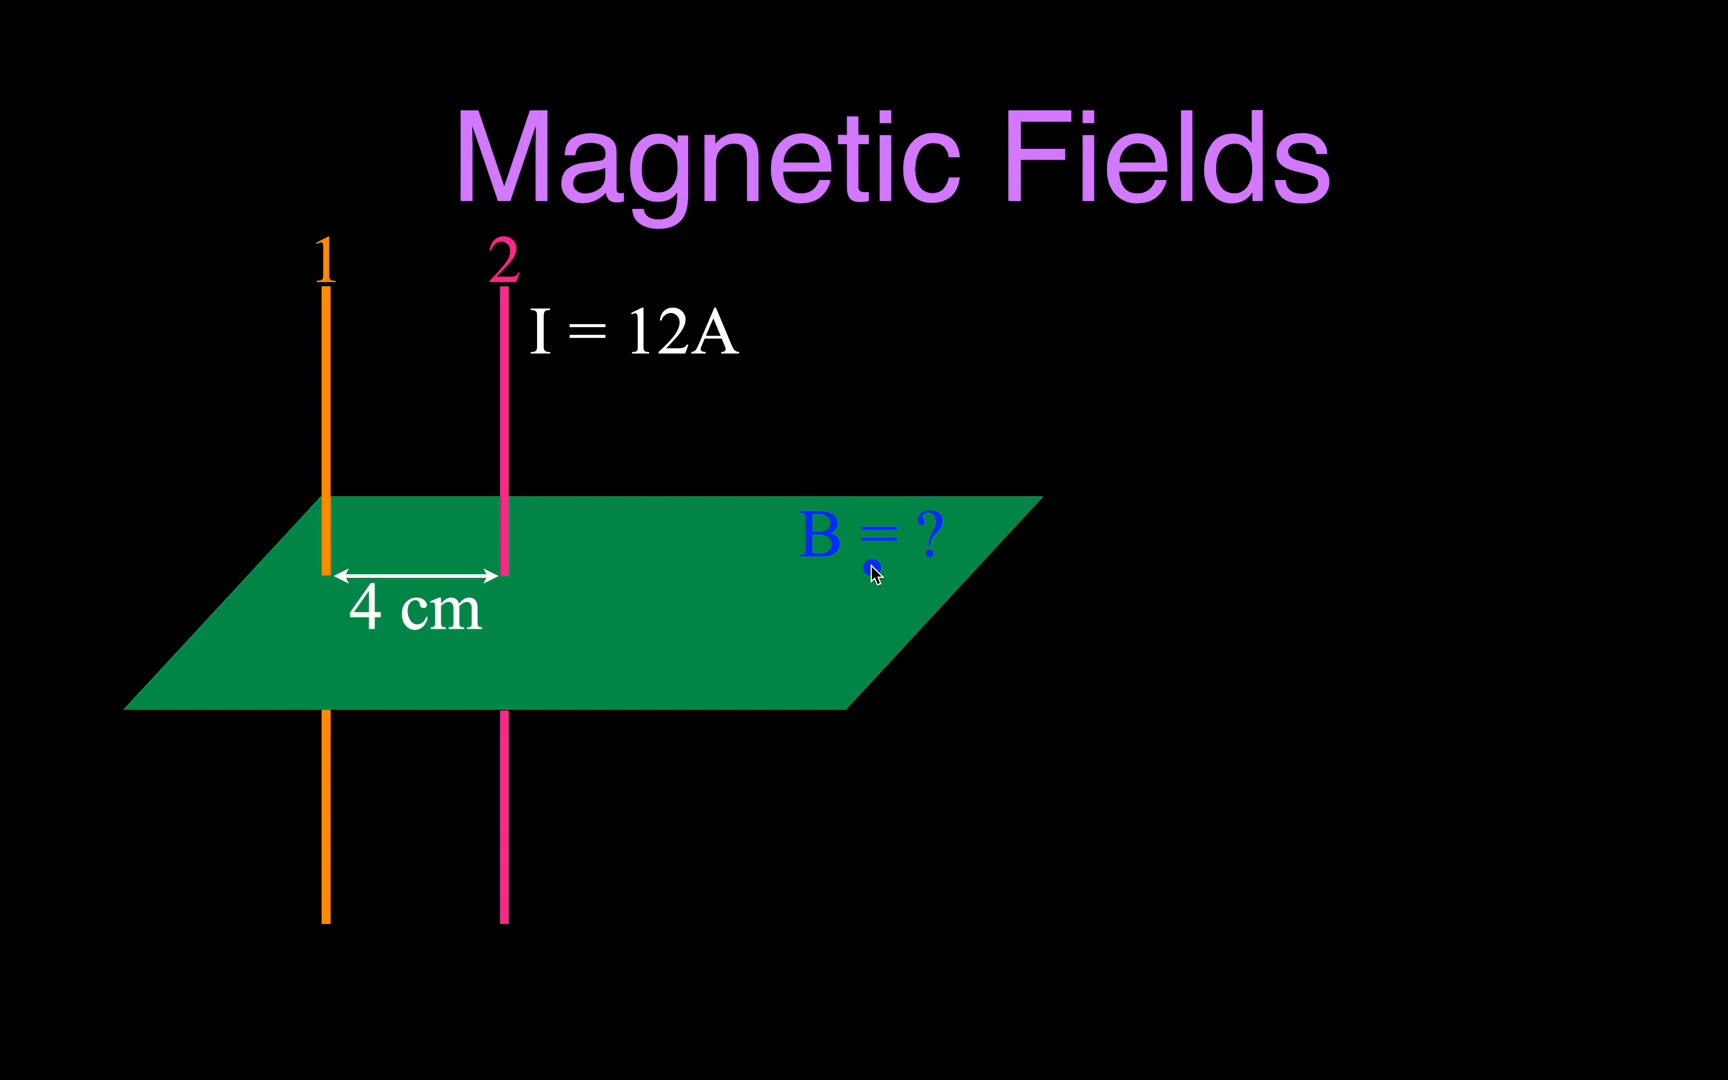 Magnetic Fields
1
2
I = 12A
B = ?
4 cm